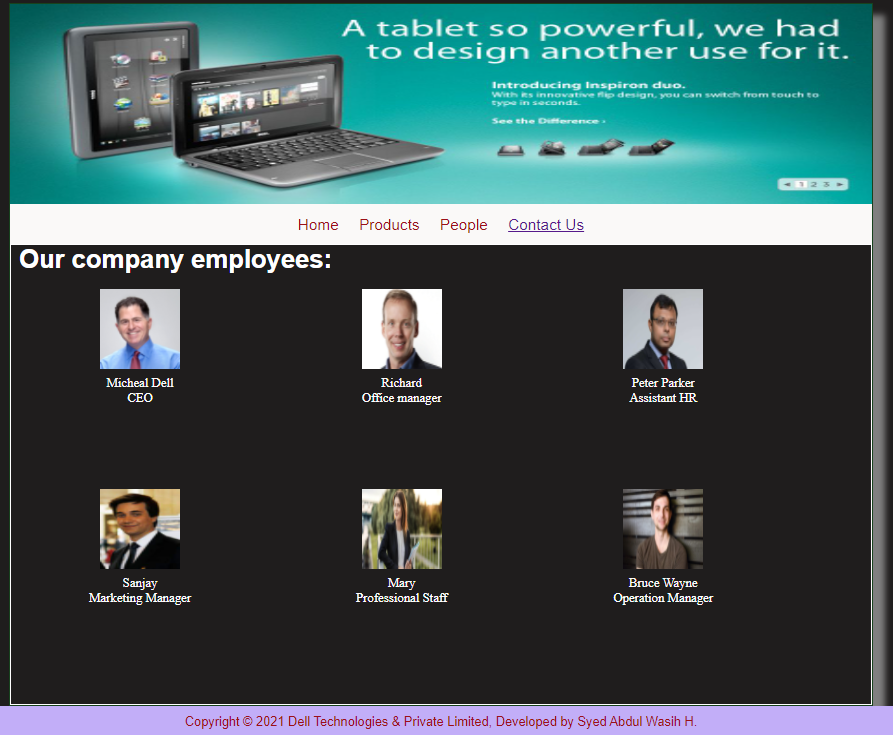 A tablet so powerful, we had
to design another use for it.
Introducing Inspiron duo.
With its innovative flip design, you can switch from touch to
type in seconds.
See the Difference ›
1 2 3
Home Products People Contact Us
Our company employees:
Micheal Dell Richard Peter Parker
CEO Office manager Assistant HR
Sanjay Mary Bruce Wayne
Marketing Manager Professional Staff Operation Manager
Copyright © 2021 Dell Technologies & Private Limited, Developed by Syed Abdul Wasih H.